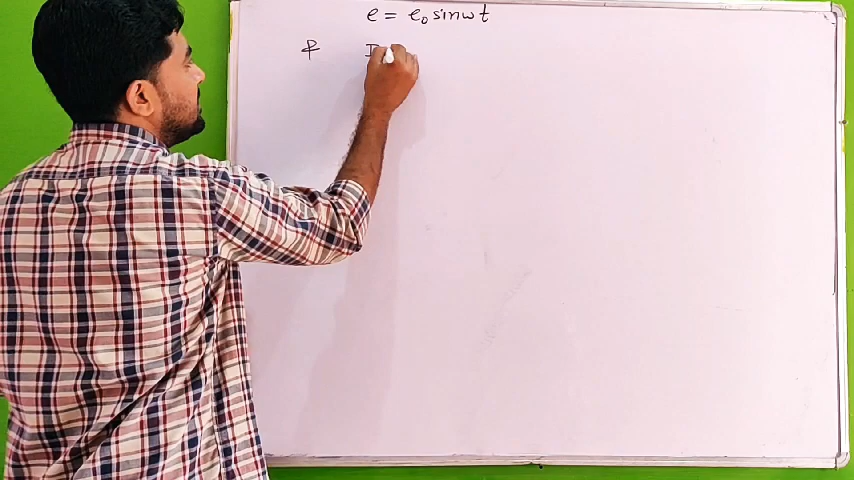 e = e₀ sinωt
& I